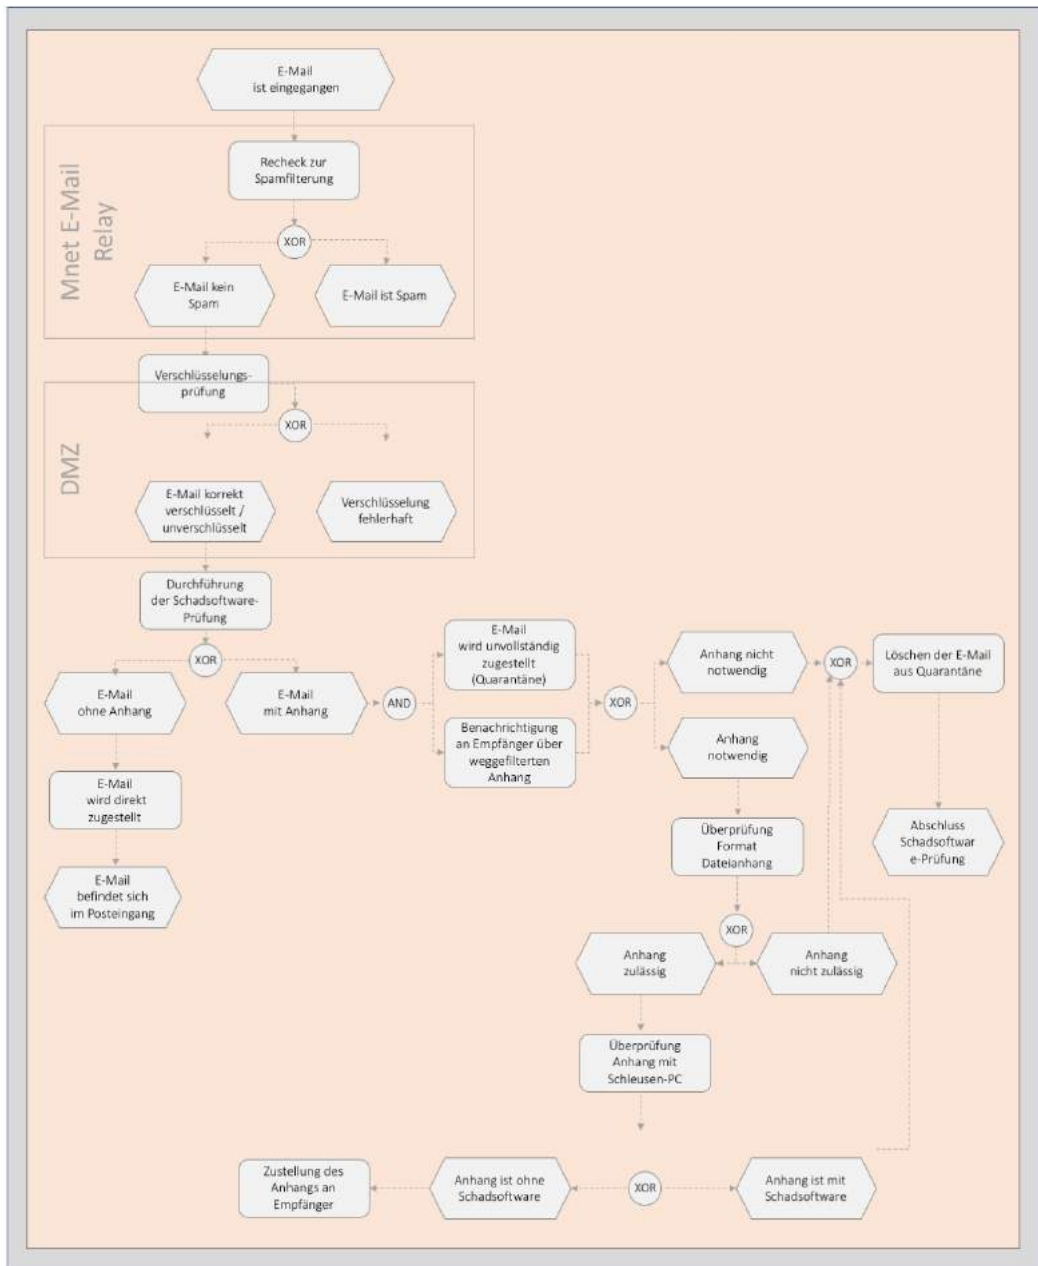 E-Mail
ist eingegangen
Mnet E-Mail
Relay
Recheck zur
Spamfilterung
XOR
E-Mail kein
Spam
E-Mail ist Spam
Verschlüsselungs-
prüfung
DMZ
XOR
E-Mail korrekt
verschlüsselt /
unverschlüsselt
Verschlüsselung
fehlerhaft
Durchführung
der Schadsoftware-
Prüfung
XOR
E-Mail
ohne Anhang
E-Mail
mit Anhang
E-Mail
wird direkt
zugestellt
E-Mail
befindet sich
im Posteingang
AND
E-Mail
wird unvollständig
zugestellt
(Quarantäne)
Benachrichtigung
an Empfänger über
weggefilterten
Anhang
XOR
Anhang nicht
notwendig
Anhang
notwendig
XOR
Löschen der E-Mail
aus Quarantäne
Abschluss
Schadsoftwar
e-Prüfung
Überprüfung
Format
Dateianhang
XOR
Anhang
zulässig
Anhang
nicht zulässig
Überprüfung
Anhang mit
Schleusen-PC
Zustellung des
Anhangs an
Empfänger
Anhang ist ohne
Schadsoftware
XOR
Anhang ist mit
Schadsoftware